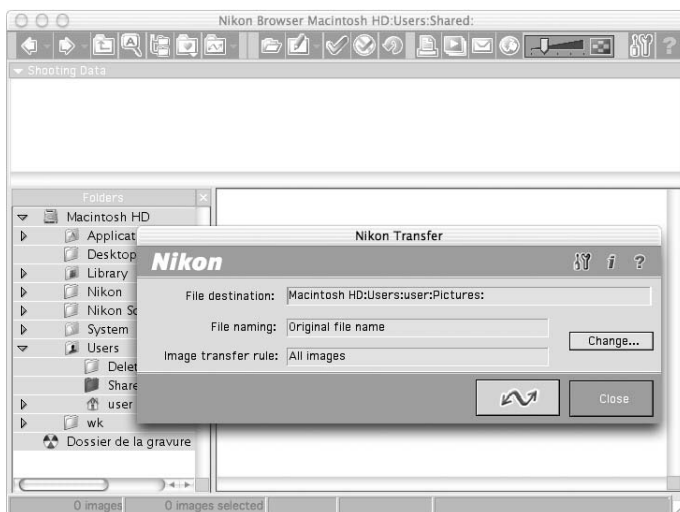 Nikon Browser Macintosh HD:Users:Shared:
Shooting Data
Folders
Macintosh HD
Applicat
Desktop
Library
Nikon
Nikon Sc
System
Users
Delet
Share
user
wk
Dossier de la gravure
Nikon Transfer
Nikon
File destination: Macintosh HD:Users:user:Pictures:
File naming: Original file name
Image transfer rule: All images
Change...
Close
0 images
0 images selected